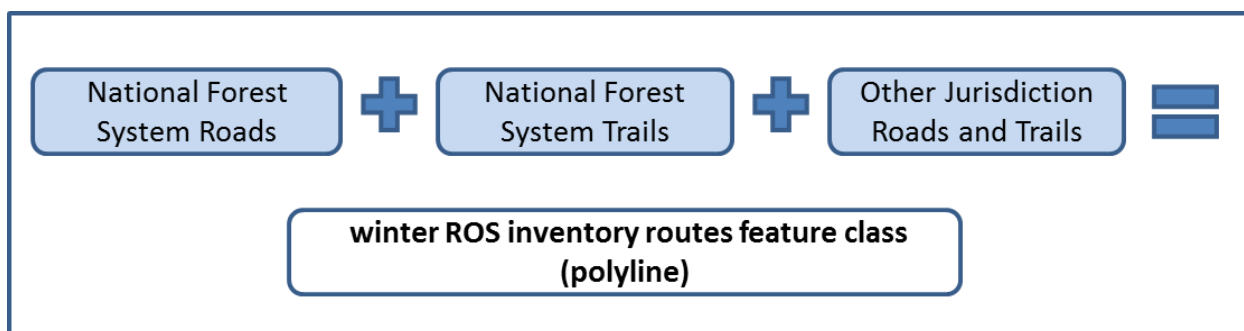 National Forest
System Roads
National Forest
System Trails
Other Jurisdiction
Roads and Trails
winter ROS inventory routes feature class
(polyline)